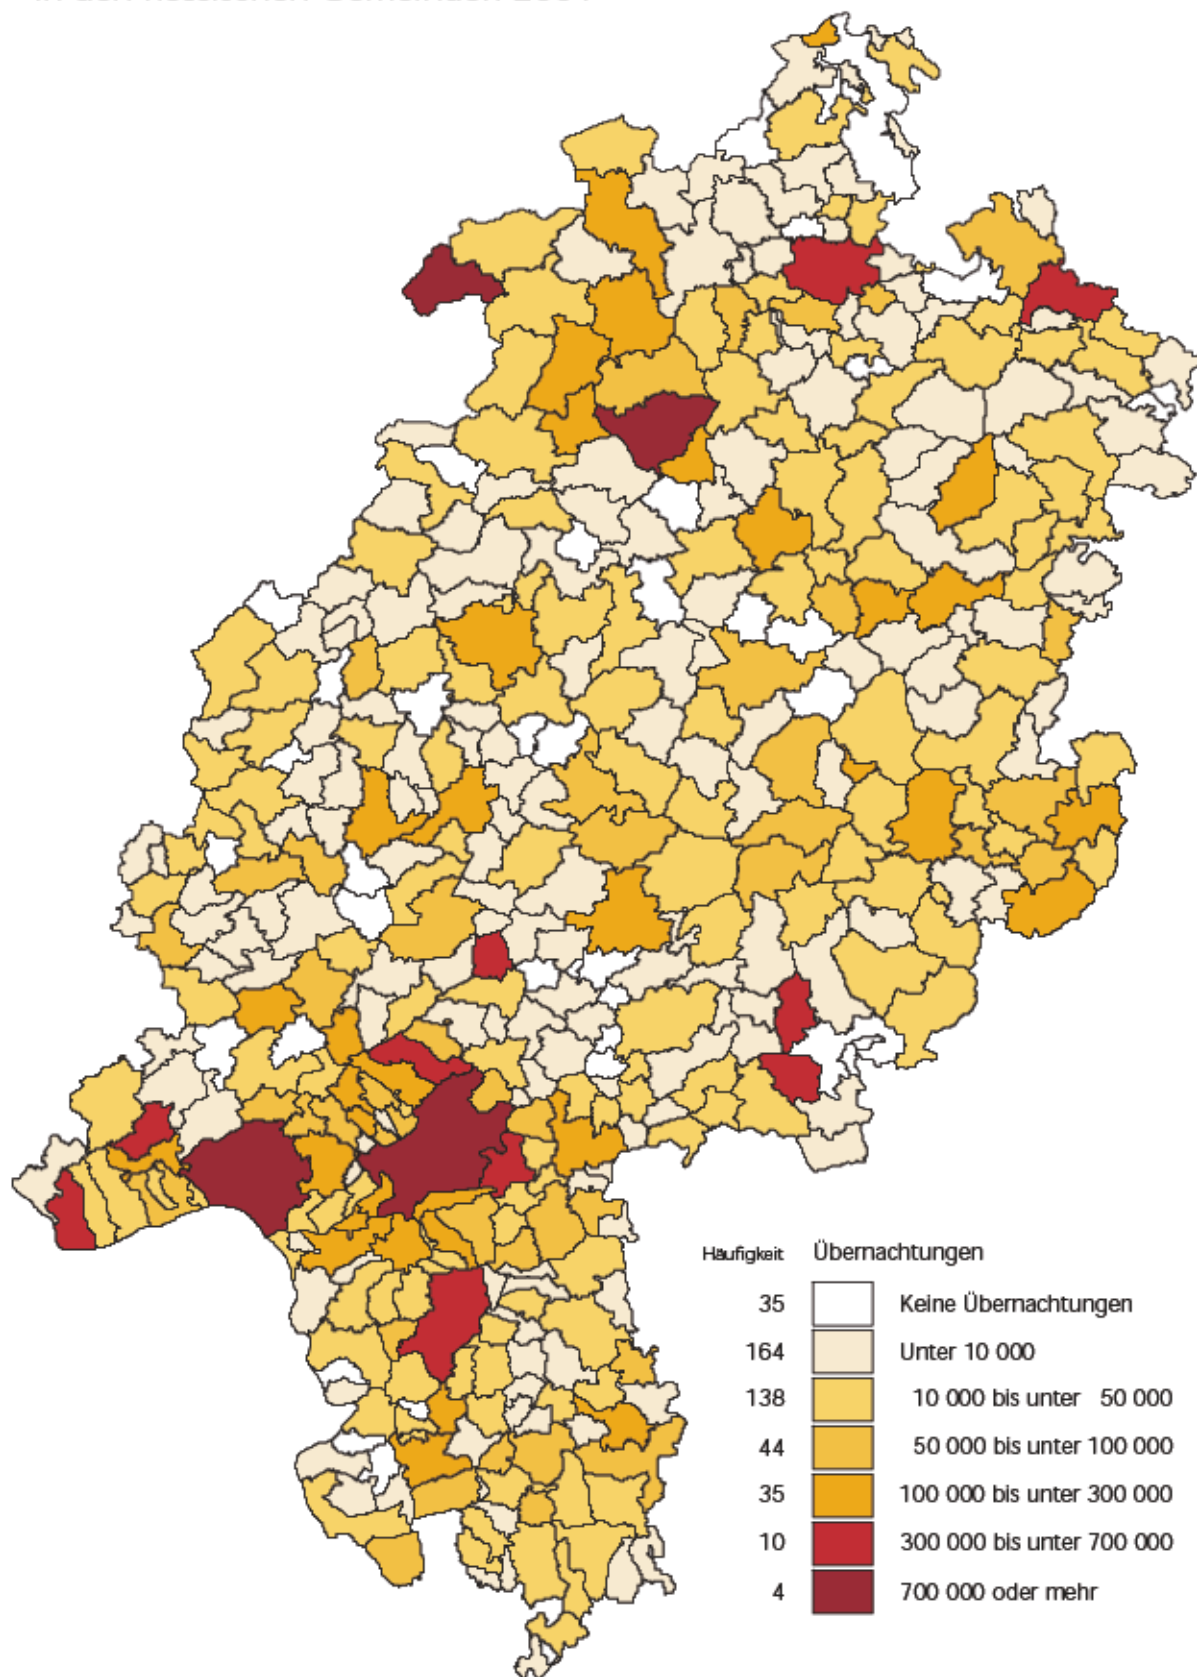 Häufigkeit Übernachtungen
35 Keine Übernachtungen
164 Unter 10 000
138 10 000 bis unter 50 000
44 50 000 bis unter 100 000
35 100 000 bis unter 300 000
10 300 000 bis unter 700 000
4 700 000 oder mehr